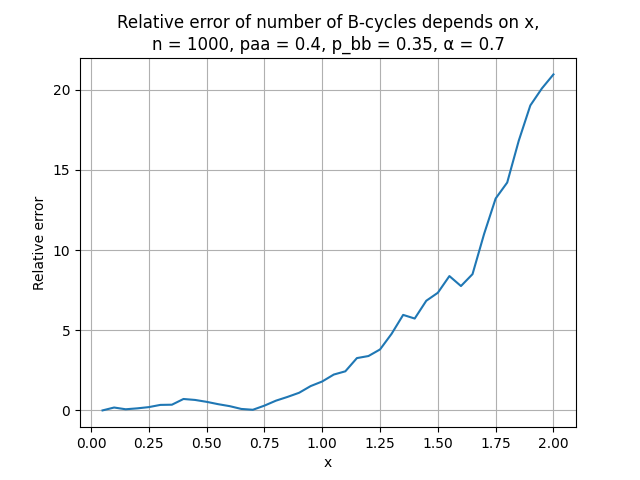 Relative error of number of B-cycles depends on x,
n = 1000, paa = 0.4, p_bb = 0.35, α = 0.7
20
15
10
5
0
Relative error
0.00 0.25 0.50 0.75 1.00 1.25 1.50 1.75 2.00
x